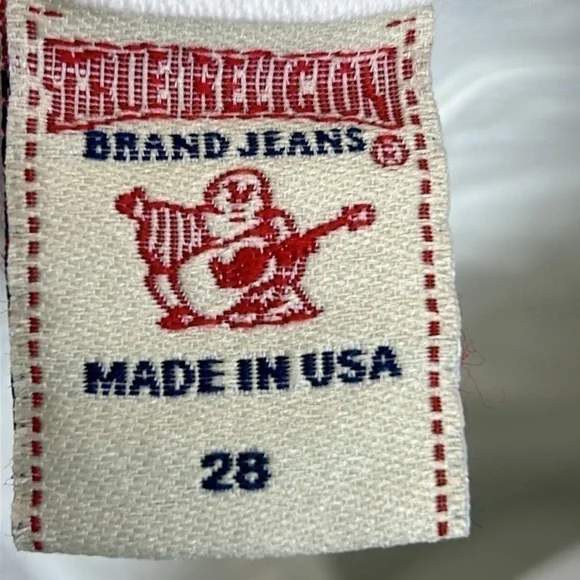 TRUE RELIGION
BRAND JEANS ®
MADE IN USA
28